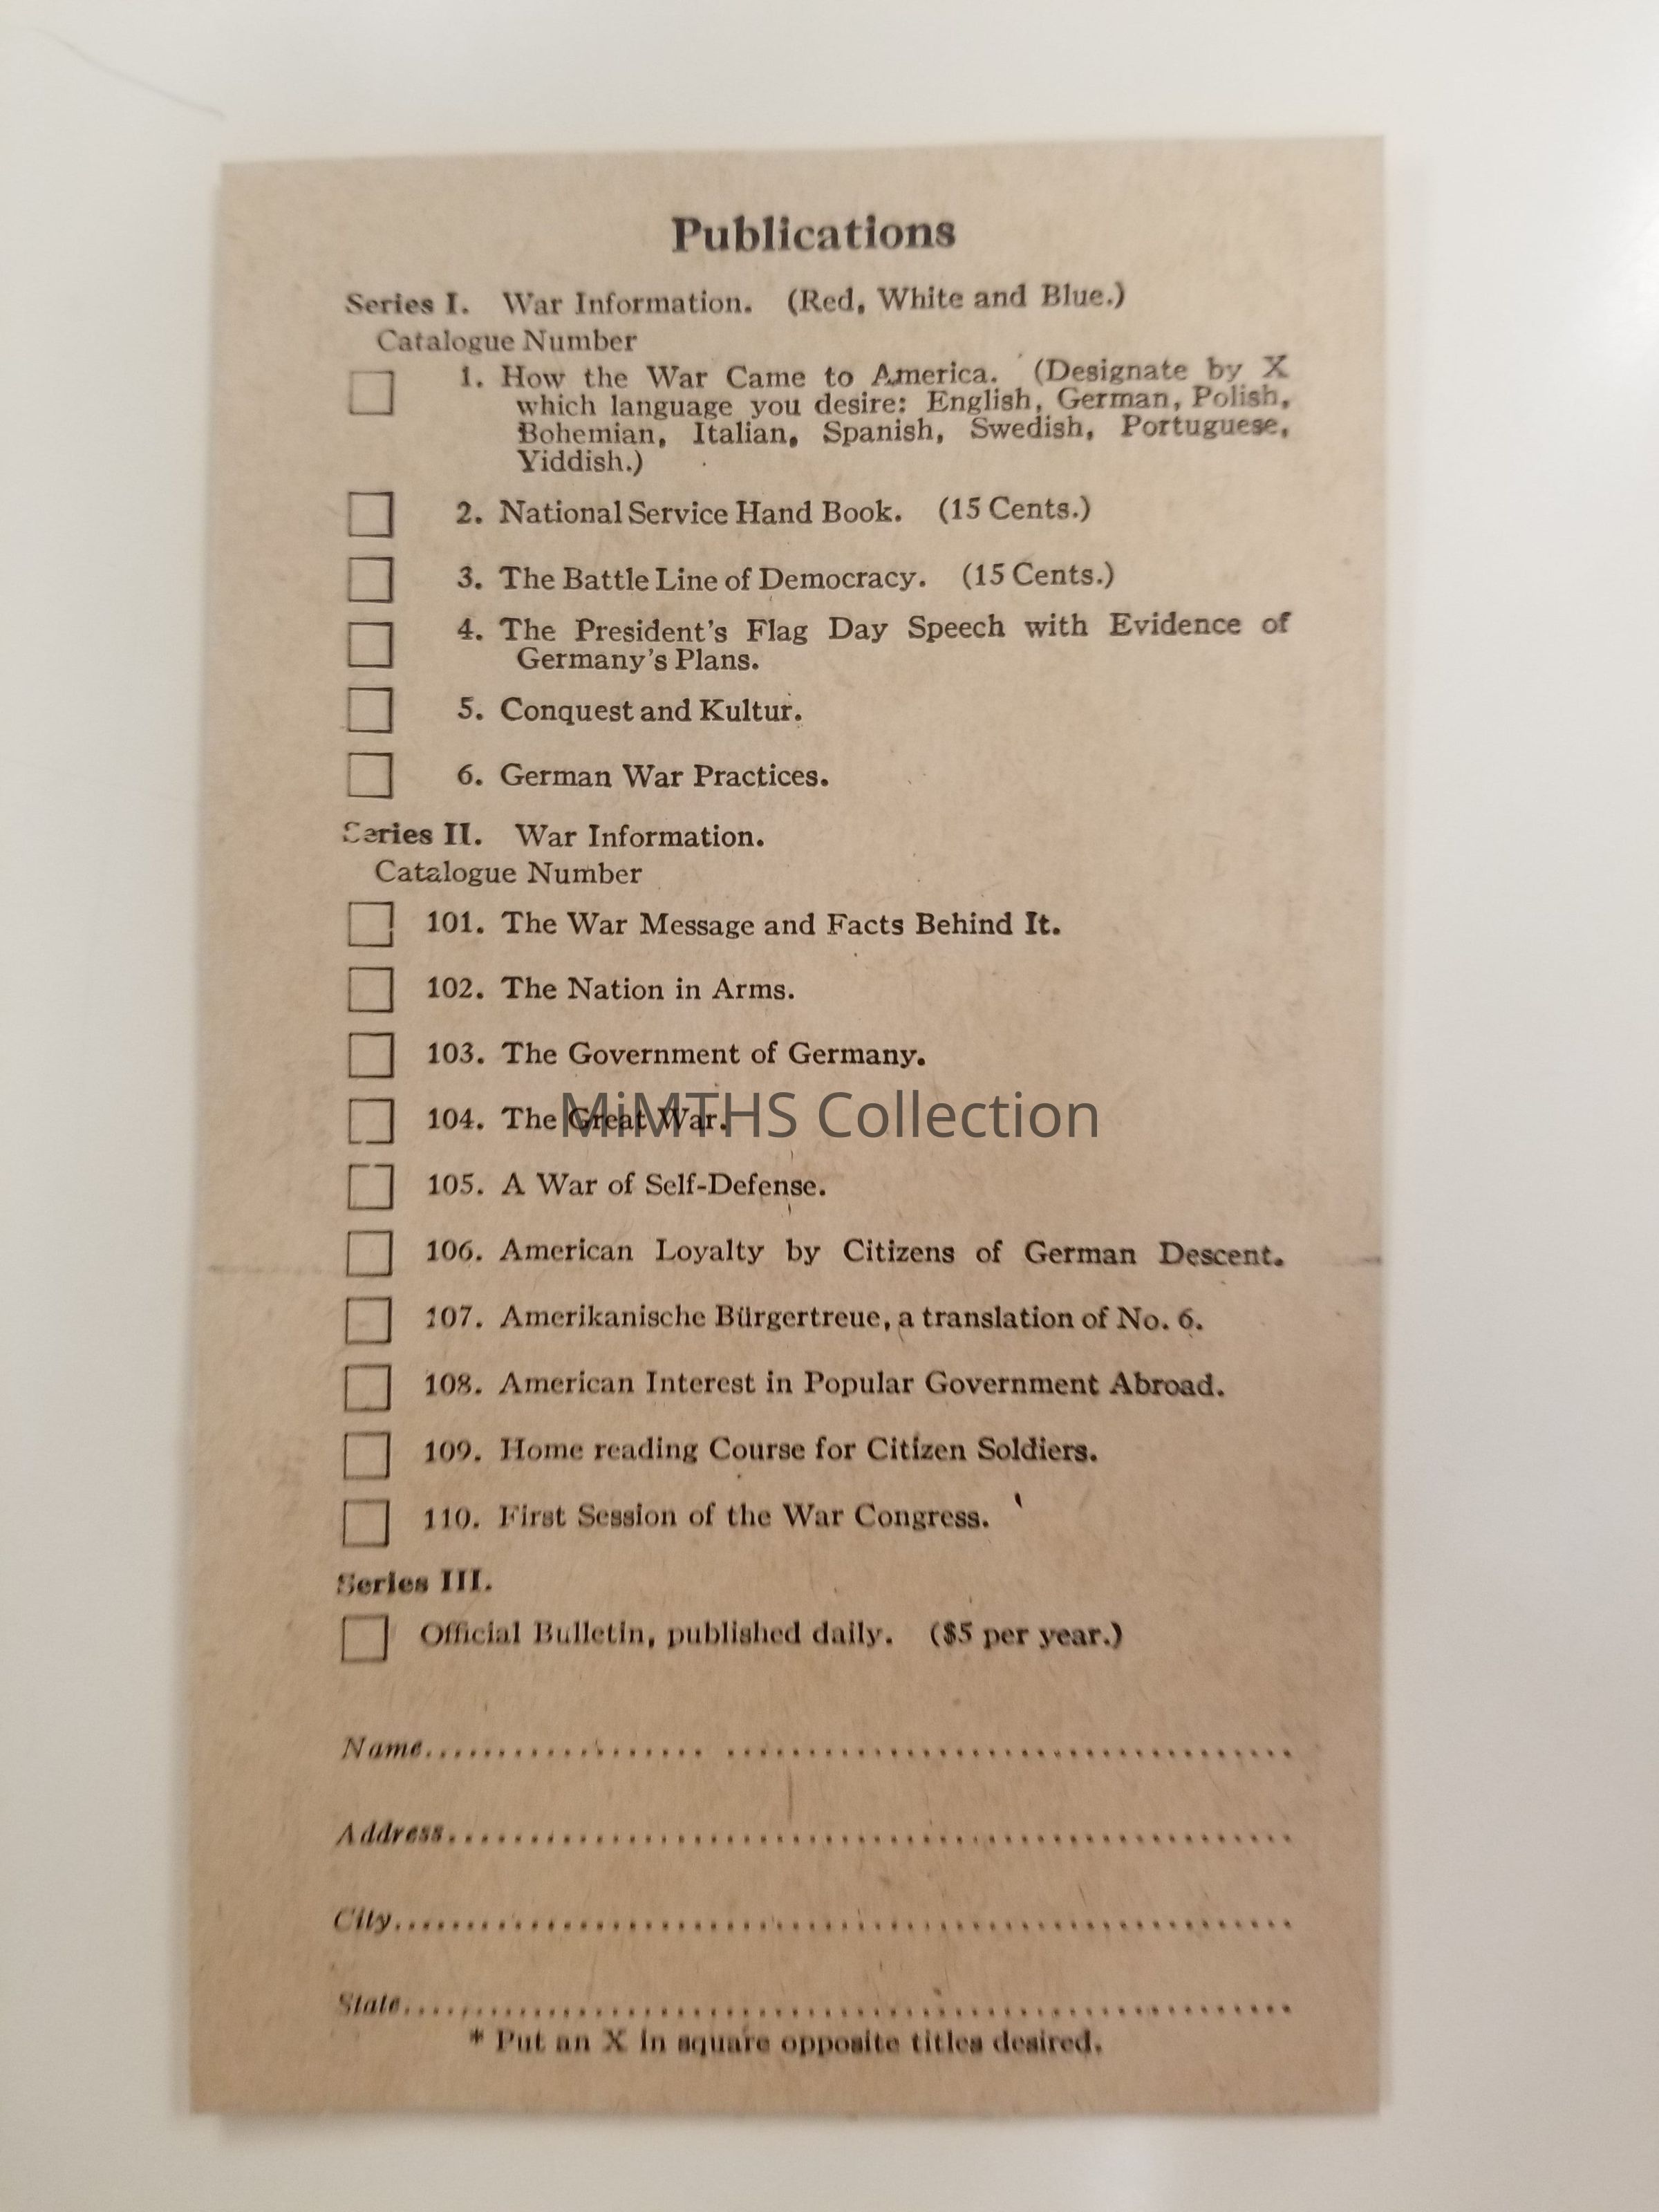 Publications
Series I. War Information. (Red, White and Blue.)
Catalogue Number
1. How the War Came to America. (Designate by X
which language you desire: English, German, Polish,
Bohemian, Italian, Spanish, Swedish, Portuguese,
Yiddish.)
2. National Service Hand Book. (15 Cents.)
3. The Battle Line of Democracy. (15 Cents.)
4. The President's Flag Day Speech with Evidence of
Germany's Plans.
5. Conquest and Kultur.
6. German War Practices.
Series II. War Information.
Catalogue Number
101. The War Message and Facts Behind It.
102. The Nation in Arms.
103. The Government of Germany.
104. The Great War.
MiMTHS Collection
105. A War of Self-Defense.
106. American Loyalty by Citizens of German Descent.
107. Amerikanische Bürgertreue, a translation of No. 6.
108. American Interest in Popular Government Abroad.
109. Home reading Course for Citizen Soldiers.
110. First Session of the War Congress.
Series III.
Official Bulletin, published daily. ($5 per year.)
Name
Address
City
State
* Put an X in square opposite titles desired.